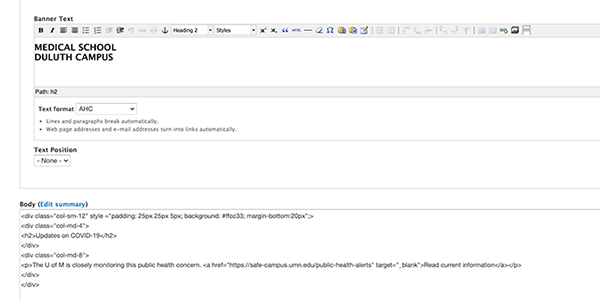 Banner Text
B I Heading 2 Styles x² x₂ HTML Ω
MEDICAL SCHOOL
DULUTH CAMPUS
Path: h2
Text format AHC
Lines and paragraphs break automatically.
Web page addresses and e-mail addresses turn into links automatically.
Text Position
- None -
Body (Edit summary)
<div class="col-sm-12" style ="padding: 25px 25px 5px; background: #ffcc33; margin-bottom:20px";>
<div class="col-md-4">
<h2>Updates on COVID-19</h2>
</div>
<div class="col-md-8">
<p>The U of M is closely monitoring this public health concern. <a href="https://safe-campus.umn.edu/public-health-alerts" target="_blank">Read current information</a></p>
</div>
</div>